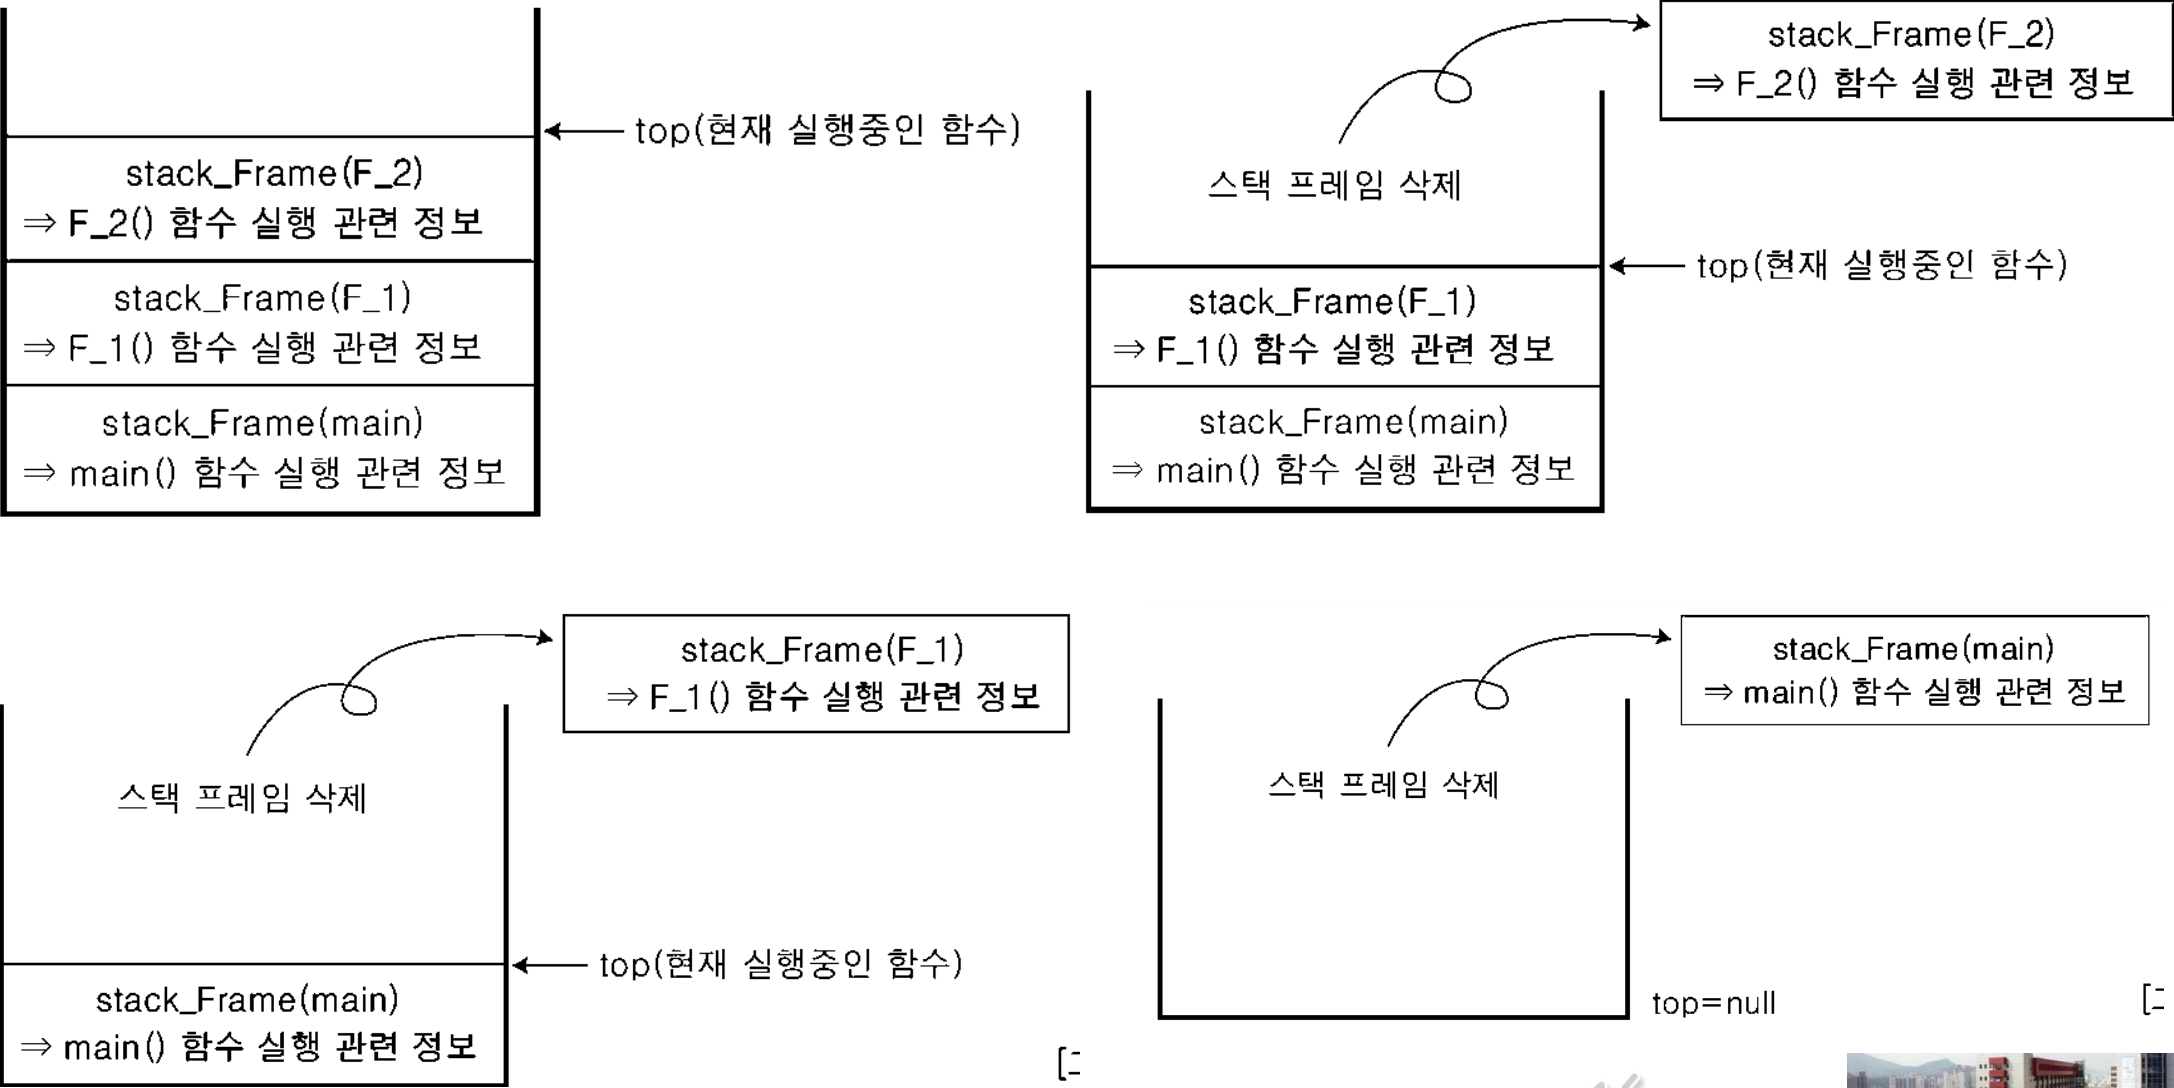 top(현재 실행중인 함수)
stack_Frame(F_2)
⇒ F_2() 함수 실행 관련 정보
stack_Frame(F_1)
⇒ F_1() 함수 실행 관련 정보
stack_Frame(main)
⇒ main() 함수 실행 관련 정보
stack_Frame(F_2)
⇒ F_2() 함수 실행 관련 정보
스택 프레임 삭제
top(현재 실행중인 함수)
stack_Frame(F_1)
⇒ F_1() 함수 실행 관련 정보
stack_Frame(main)
⇒ main() 함수 실행 관련 정보
stack_Frame(F_1)
⇒ F_1() 함수 실행 관련 정보
스택 프레임 삭제
top(현재 실행중인 함수)
stack_Frame(main)
⇒ main() 함수 실행 관련 정보
stack_Frame(main)
⇒ main() 함수 실행 관련 정보
스택 프레임 삭제
top=null